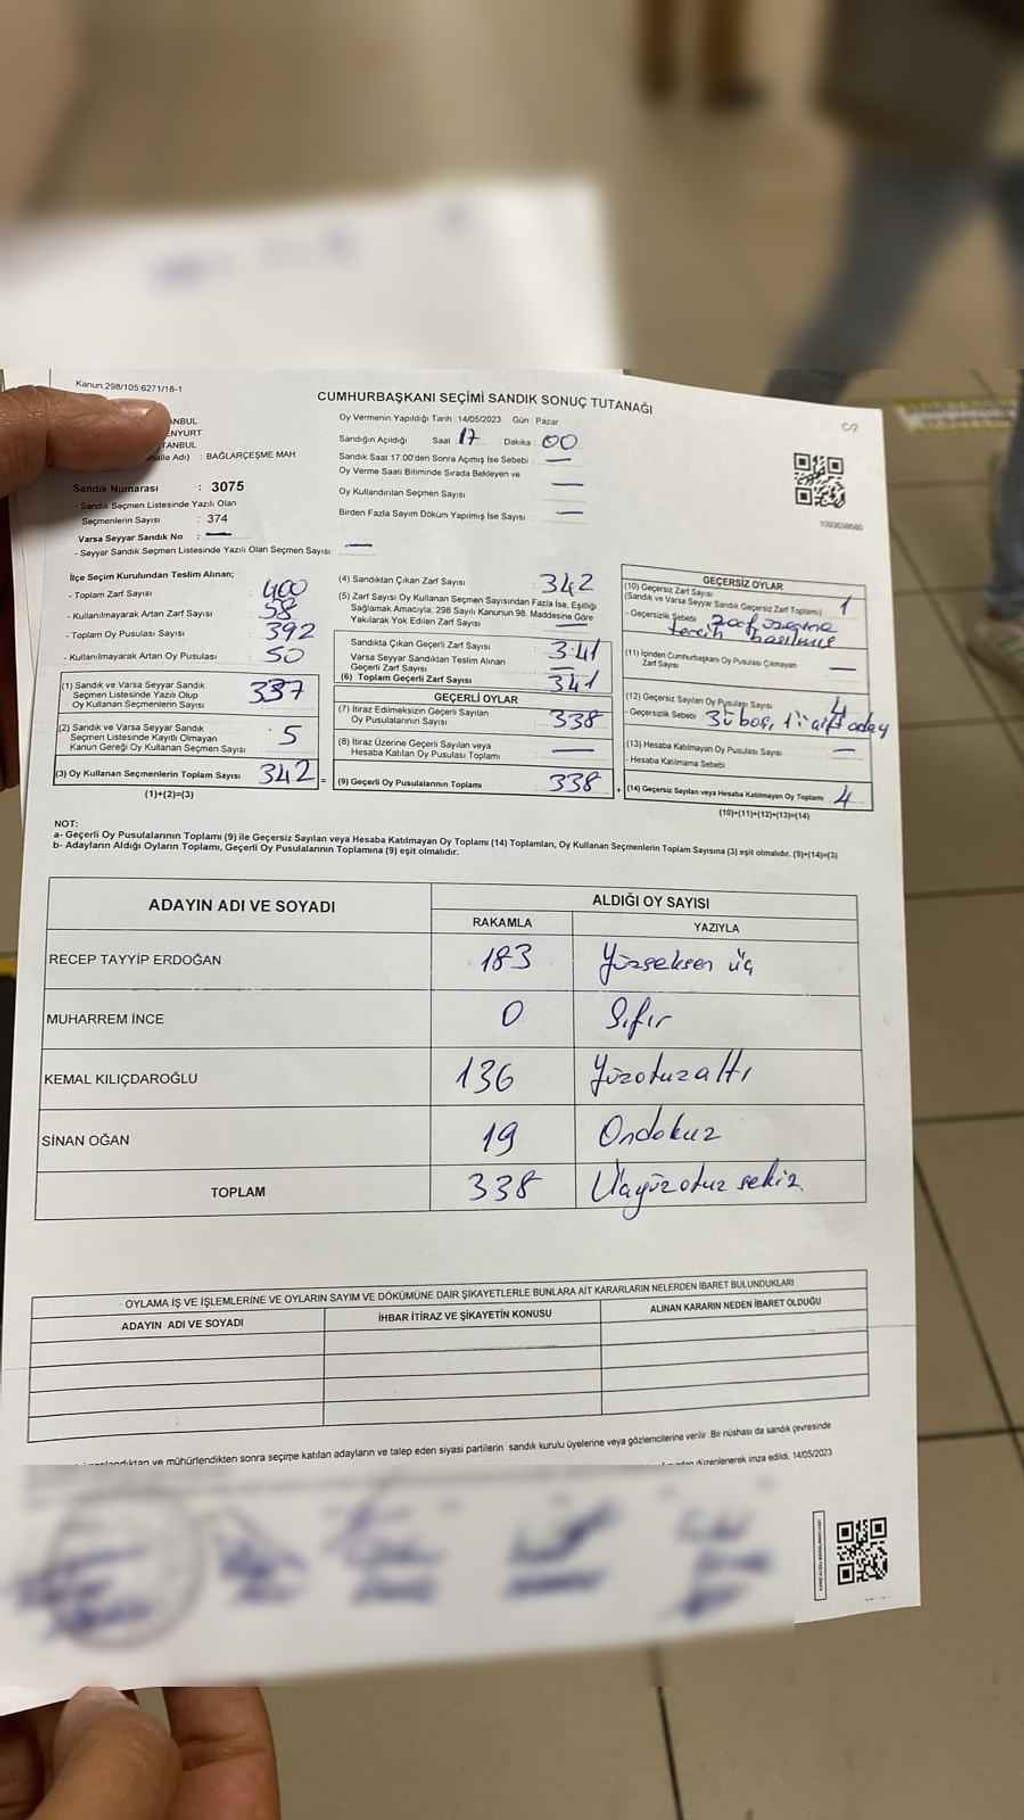 Kanun:298/105;6271/18-1
CUMHURBAŞKANI SEÇİMİ SANDIK SONUÇ TUTANAĞI
Oy Vermenin Yapıldığı Tarih :14/05/2023 Gün : Pazar
Sandığın Açıldığı Saat 17 Dakika : 00
Sandık Saat 17:00'den Sonra Açmış İse Sebebi —
Oy Verme Saati Bitiminde Sırada Bekleyen ve
Oy Kullandırılan Seçmen Sayısı —
Birden Fazla Sayım Döküm Yapılmış İse Sayısı —
ANBUL
ENYURT
TANBUL
alle Adı) : BAĞLARÇEŞME MAH
Sandık Numarası : 3075
- Sandık Seçmen Listesinde Yazılı Olan
Seçmenlerin Sayısı : 374
Varsa Seyyar Sandık No : —
- Seyyar Sandık Seçmen Listesinde Yazılı Olan Seçmen Sayısı: —
İlçe Seçim Kurulundan Teslim Alınan;
- Toplam Zarf Sayısı 400
- Kullanılmayarak Artan Zarf Sayısı 58
- Toplam Oy Pusulası Sayısı 392
- Kullanılmayarak Artan Oy Pusulası 50
(1) Sandık ve Varsa Seyyar Sandık
Seçmen Listesinde Yazılı Olup
Oy Kullanan Seçmenlerin Sayısı 337
(2) Sandık ve Varsa Seyyar Sandık
Seçmen Listesinde Kayıtlı Olmayan
Kanun Gereği Oy Kullanan Seçmen Sayısı 5
(3) Oy Kullanan Seçmenlerin Toplam Sayısı 342 =
(1)+(2)=(3)
(4) Sandıktan Çıkan Zarf Sayısı 342
(5) Zarf Sayısı Oy Kullanan Seçmen Sayısından Fazla İse, Eşitliği
Sağlamak Amacıyla, 298 Sayılı Kanunun 98. Maddesine Göre
Yakılarak Yok Edilen Zarf Sayısı —
Sandıkta Çıkan Geçerli Zarf Sayısı 341
Varsa Seyyar Sandıktan Teslim Alınan
Geçerli Zarf Sayısı —
(6) Toplam Geçerli Zarf Sayısı 341
GEÇERLİ OYLAR
(7) İtiraz Edilmeksizin Geçerli Sayılan
Oy Pusulalarının Sayısı 338
(8) İtiraz Üzerine Geçerli Sayılan veya
Hesaba Katılan Oy Pusulası Toplamı —
(9) Geçerli Oy Pusulalarının Toplamı 338 +
GEÇERSİZ OYLAR
(10) Geçersiz Zarf Sayısı
(Sandık ve Varsa Seyyar Sandık Geçersiz Zarf Toplamı) 1
- Geçersizlik Sebebi zarf üzerine
tercih basılmış
(11) İçinden Cumhurbaşkanı Oy Pusulası Çıkmayan
Zarf Sayısı —
(12) Geçersiz Sayılan Oy Pusulası Sayısı
- Geçersizlik Sebebi
(13) Hesaba Katılmayan Oy Pusulası Sayısı —
- Hesaba Katılmama Sebebi
(14) Geçersiz Sayılan veya Hesaba Katılmayan Oy Toplamı 4
(10)+(11)+(12)+(13)=(14)
NOT:
a- Geçerli Oy Pusulalarının Toplamı (9) ile Geçersiz Sayılan veya Hesaba Katılmayan Oy Toplamı (14) Toplamları, Oy Kullanan Seçmenlerin Toplam Sayısına (3) eşit olmalıdır. (9)+(14)=(3)
b- Adayların Aldığı Oyların Toplamı, Geçerli Oy Pusulalarının Toplamına (9) eşit olmalıdır.
ADAYIN ADI VE SOYADI ALDIĞI OY SAYISI
RAKAMLA YAZIYLA
RECEP TAYYİP ERDOĞAN 183 Yüzseksen üç
MUHARREM İNCE 0 Sıfır
KEMAL KILIÇDAROĞLU 136 Yüzotuzaltı
SİNAN OĞAN 19 Ondokuz
TOPLAM 338 Üçyüzotuz sekiz
OYLAMA İŞ VE İŞLEMLERİNE VE OYLARIN SAYIM VE DÖKÜMÜNE DAİR ŞİKAYETLERLE BUNLARA AİT KARARLARIN NELERDEN İBARET BULUNDUKLARI
ADAYIN ADI VE SOYADI İHBAR İTİRAZ VE ŞİKAYETİN KONUSU ALINAN KARARIN NEDEN İBARET OLDUĞU
ve mühürlendikten sonra seçime katılan adayların ve talep eden siyasi partilerin sandık kurulu üyelerine veya gözlemcilerine verilir. Bir nüshası da sandık çevresinde
düzenlenerek imza edildi. 14/05/2023